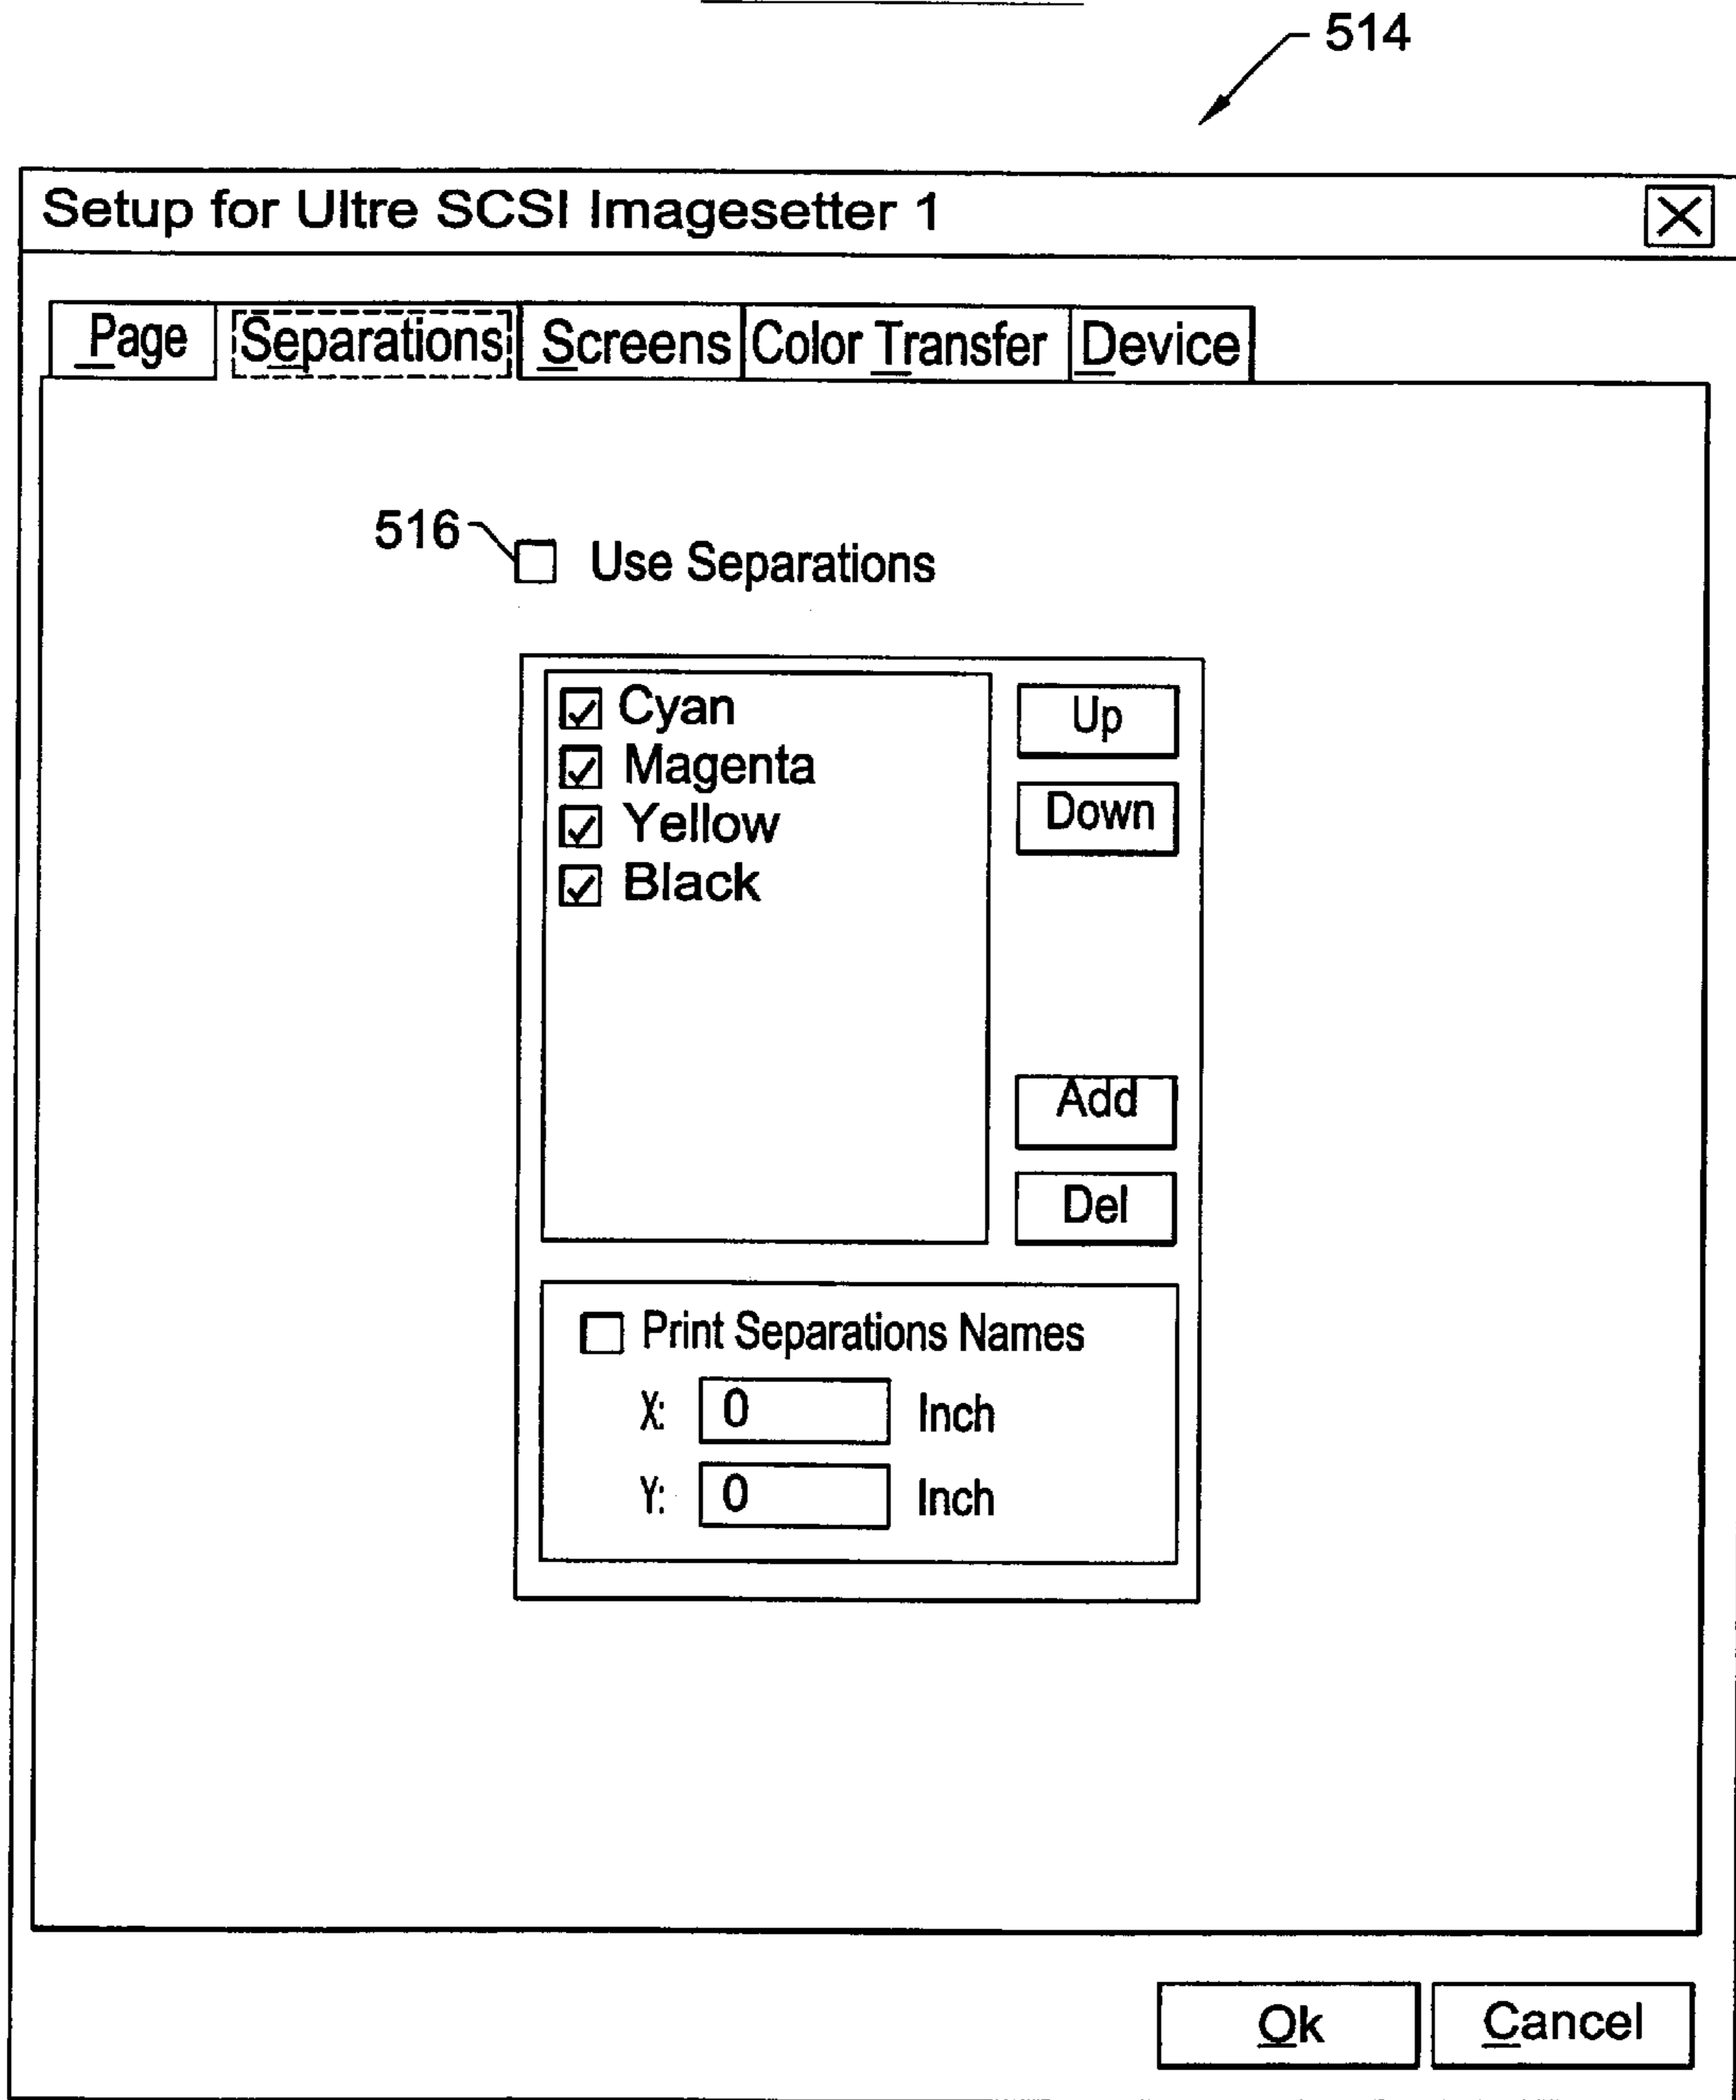 514
Setup for Ultre SCSI Imagesetter 1
Page Separations Screens Color Transfer Device
516 Use Separations
Cyan
Magenta
Yellow
Black
Up
Down
Add
Del
Print Separations Names
X: 0 Inch
Y: 0 Inch
Ok Cancel